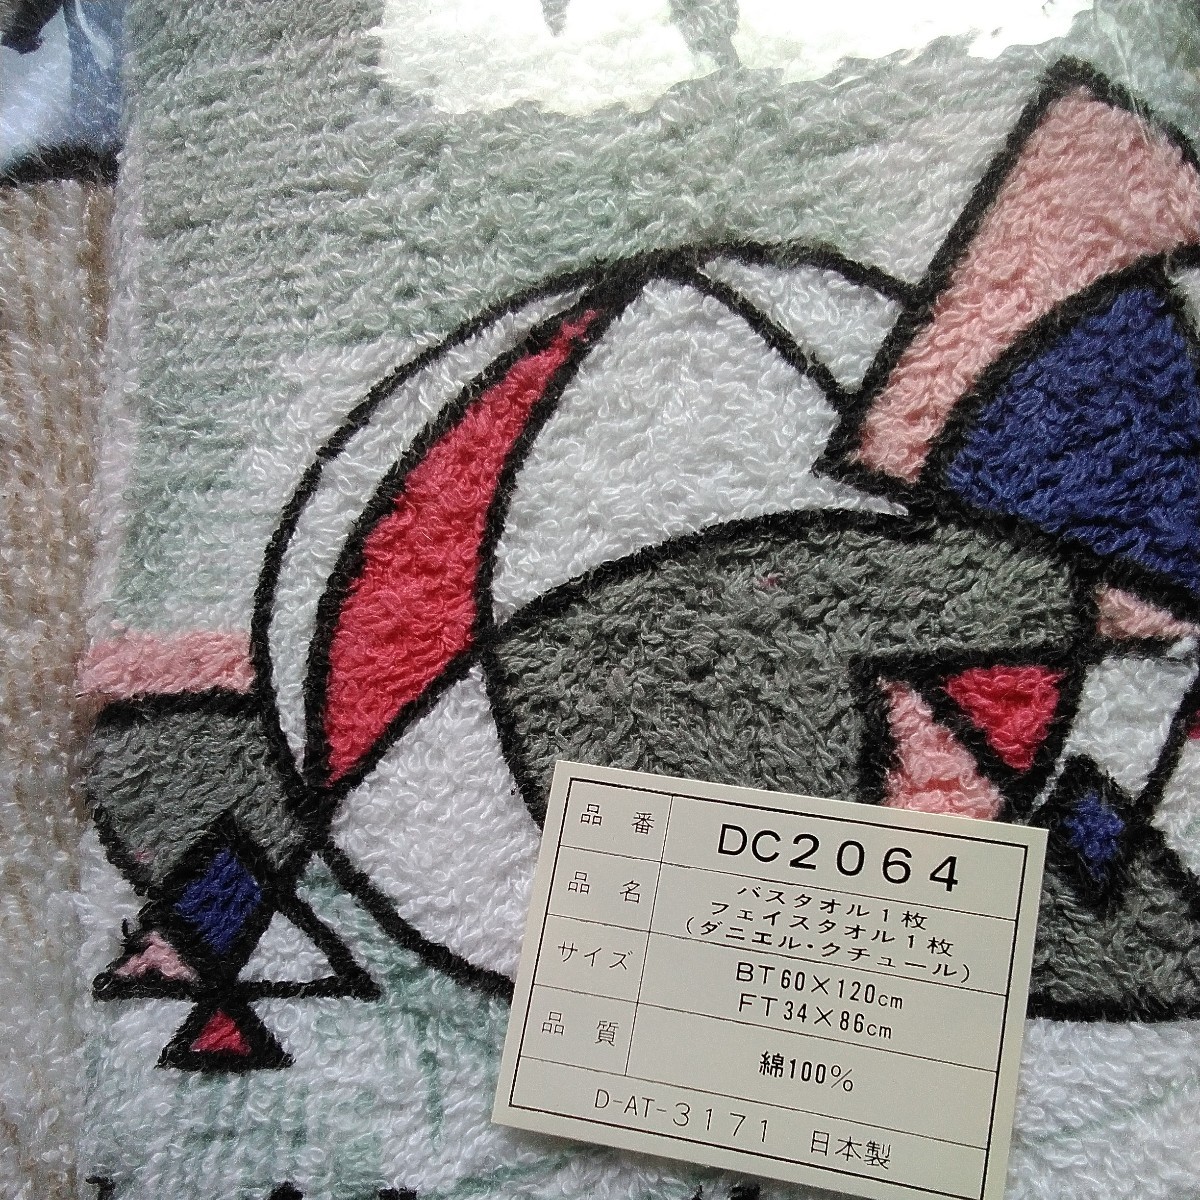 品番 DC2064
品名 バスタオル1枚
フェイスタオル1枚
(ダニエル・クチュール)
サイズ BT60×120cm
FT34×86cm
品質 綿100%
D-AT-3171 日本製